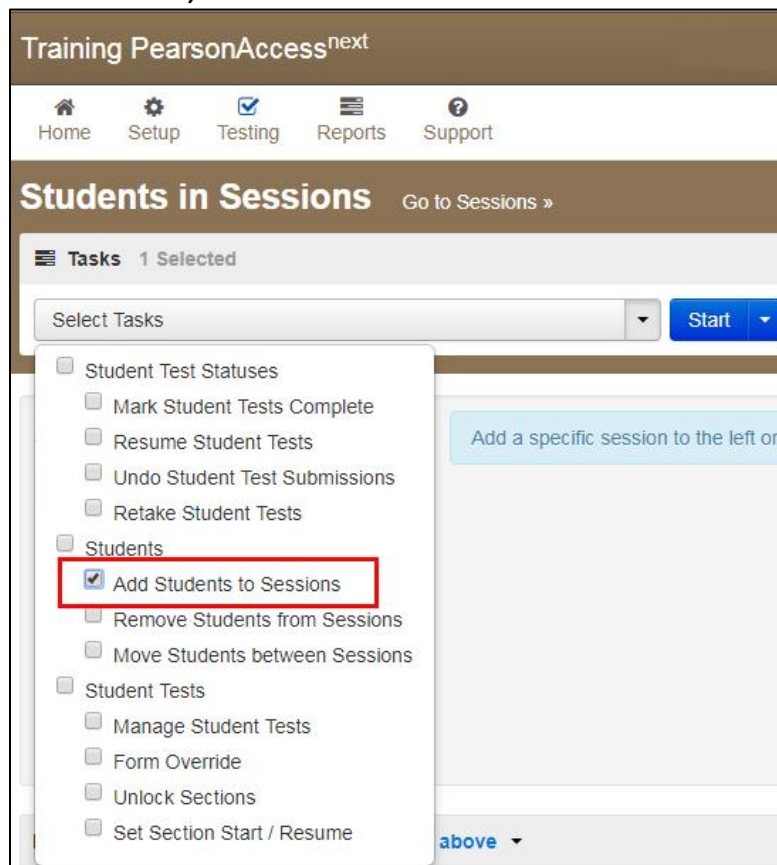 Training PearsonAccessnext
Home Setup Testing Reports Support
Students in Sessions Go to Sessions »
Tasks 1 Selected
Select Tasks Start
Student Test Statuses
Mark Student Tests Complete
Resume Student Tests
Add a specific session to the left or
Undo Student Test Submissions
Retake Student Tests
Students
Add Students to Sessions
Remove Students from Sessions
Move Students between Sessions
Student Tests
Manage Student Tests
Form Override
Unlock Sections
Set Section Start / Resume
above